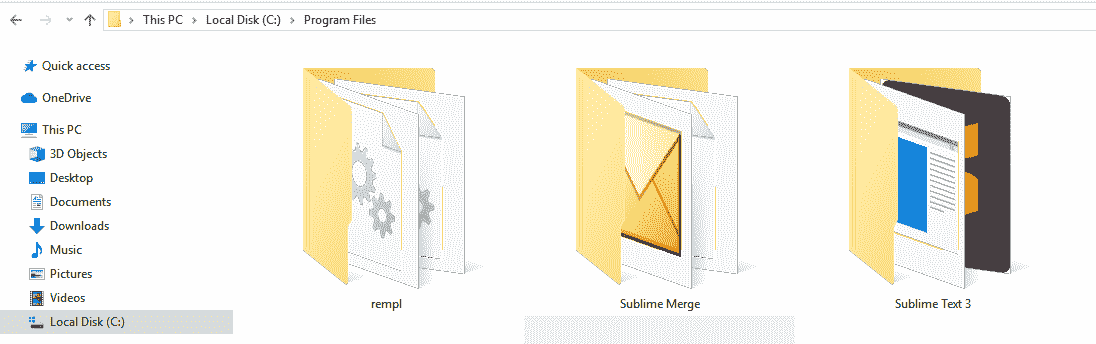 This PC > Local Disk (C:) > Program Files
Quick access
OneDrive
This PC
3D Objects
Desktop
Documents
Downloads
Music
Pictures
Videos
Local Disk (C:)
rempl
Sublime Merge
Sublime Text 3